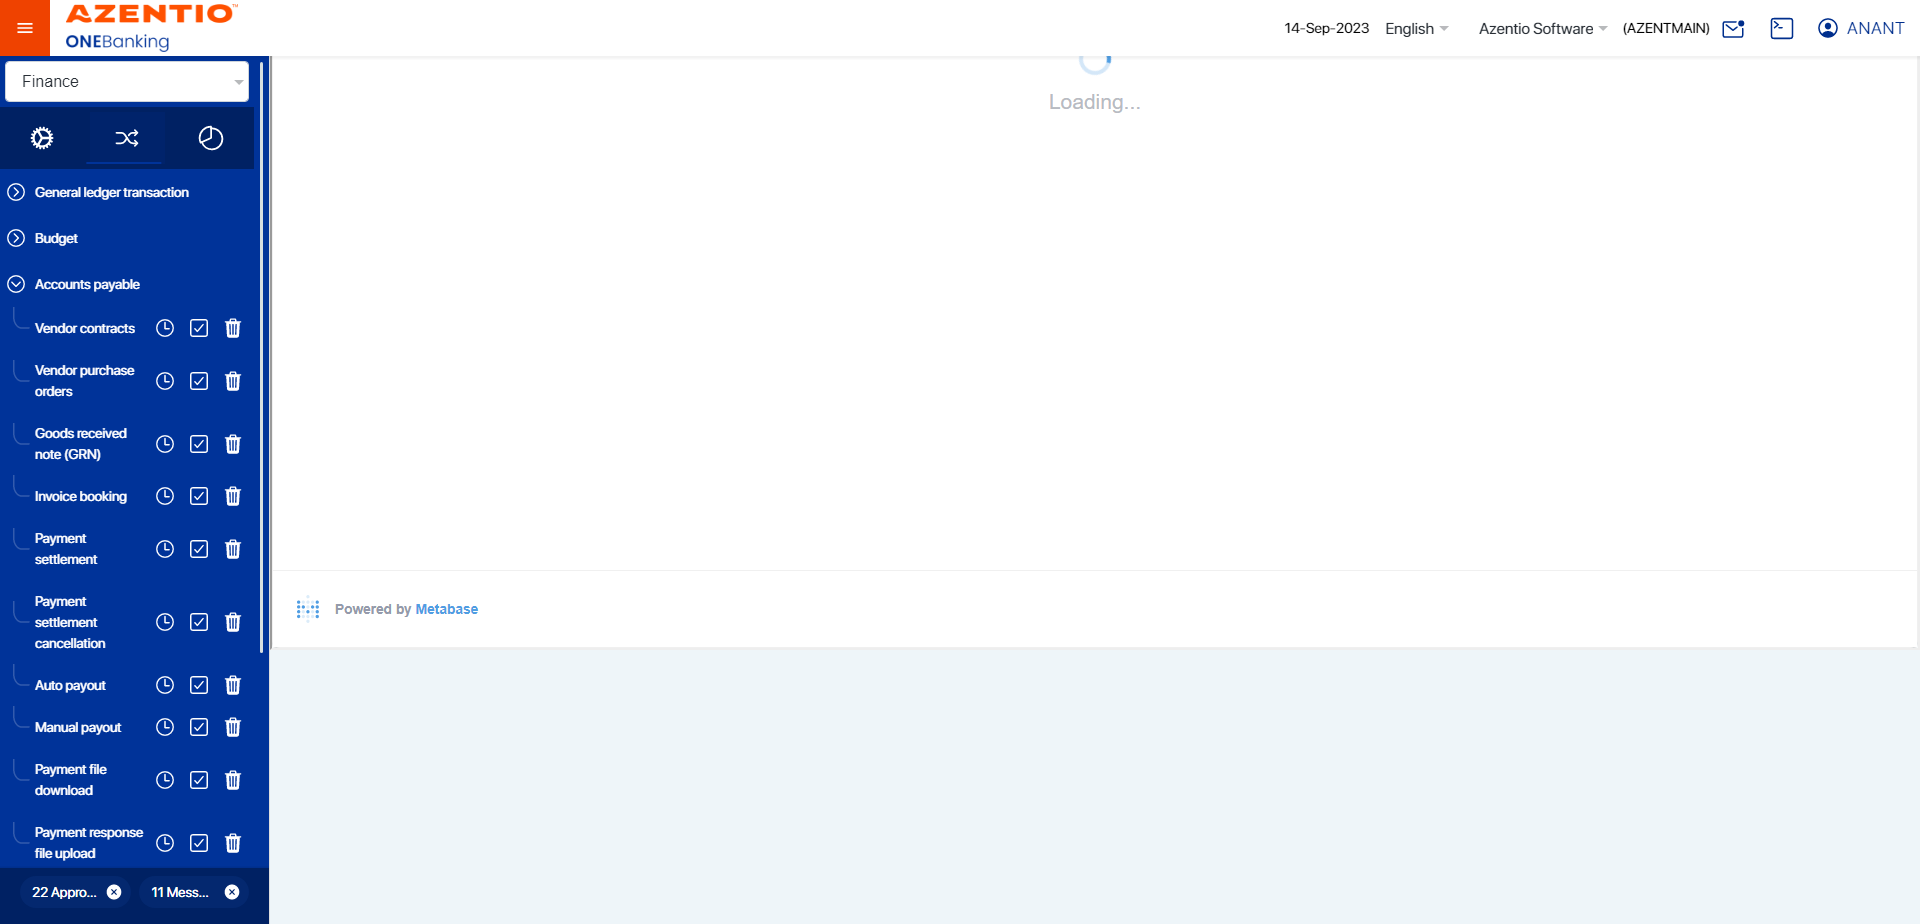 AZENTIO™
ONEBanking
14-Sep-2023 English Azentio Software (AZENTMAIN) ANANT
Finance
General ledger transaction
Budget
Accounts payable
Vendor contracts
Vendor purchase
orders
Goods received
note (GRN)
Invoice booking
Payment
settlement
Payment
settlement
cancellation
Auto payout
Manual payout
Payment file
download
Payment response
file upload
22 Appro...
11 Mess...
Loading...
Powered by Metabase